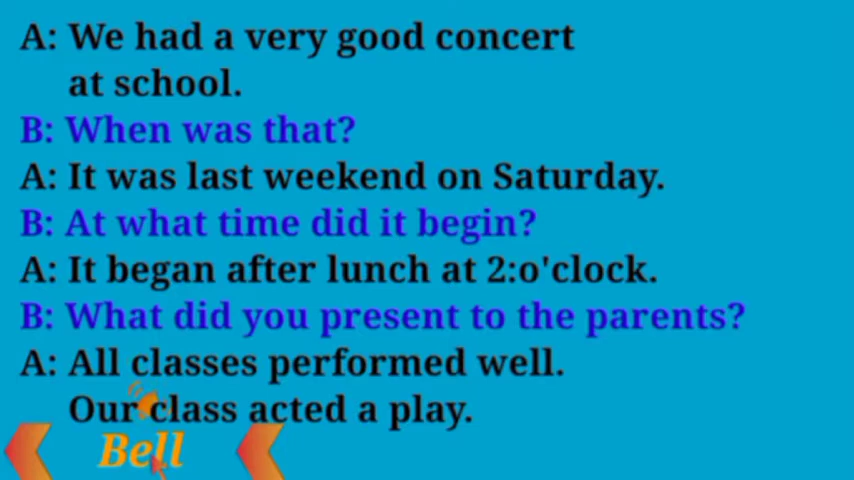 A: We had a very good concert
at school.
B: When was that?
A: It was last weekend on Saturday.
B: At what time did it begin?
A: It began after lunch at 2:o'clock.
B: What did you present to the parents?
A: All classes performed well.
Our class acted a play.
Bell